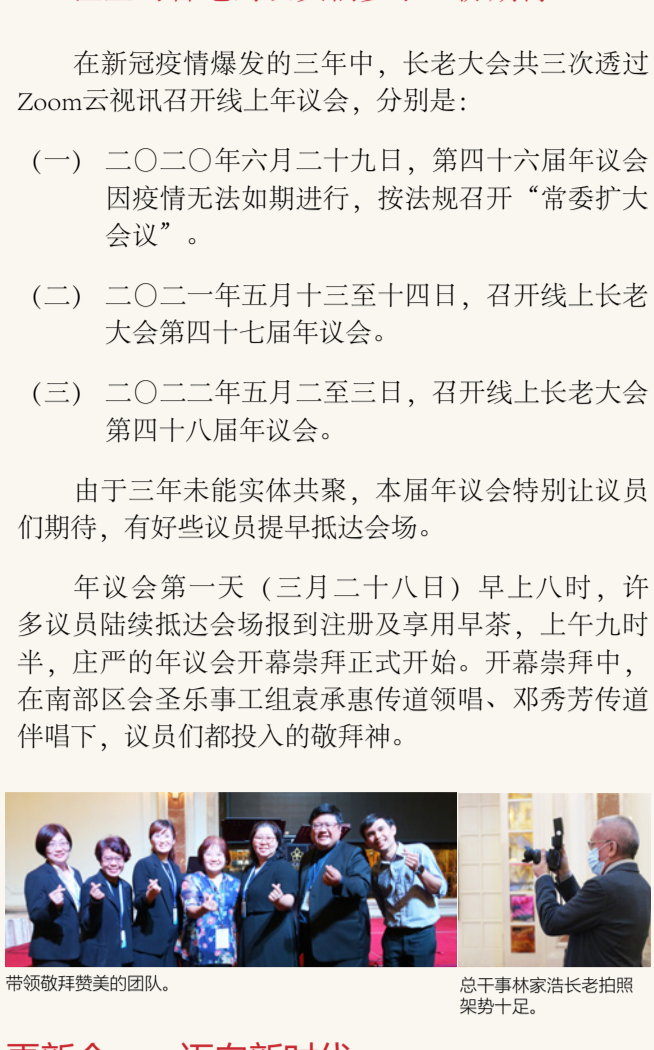 在新冠疫情爆发的三年中，长老大会共三次透过
Zoom云视讯召开线上年议会，分别是：
（一） 二〇二〇年六月二十九日，第四十六届年议会
因疫情无法如期进行，按法规召开“常委扩大
会议”。
（二） 二〇二一年五月十三至十四日，召开线上长老
大会第四十七届年议会。
（三） 二〇二二年五月二至三日，召开线上长老大会
第四十八届年议会。
由于三年未能实体共聚，本届年议会特别让议员
们期待，有好些议员提早抵达会场。
年议会第一天（三月二十八日）早上八时，许
多议员陆续抵达会场报到注册及享用早茶，上午九时
半，庄严的年议会开幕崇拜正式开始。开幕崇拜中，
在南部区会圣乐事工组袁承惠传道领唱、邓秀芳传道
伴唱下，议员们都投入的敬拜神。
带领敬拜赞美的团队。
总干事林家浩长老拍照
架势十足。